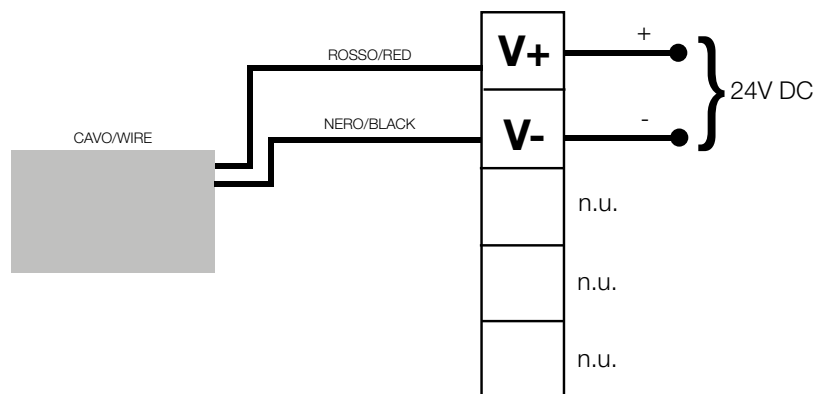 V+
+
ROSSO/RED
24V DC
NERO/BLACK
V-
-
CAVO/WIRE
n.u.
n.u.
n.u.